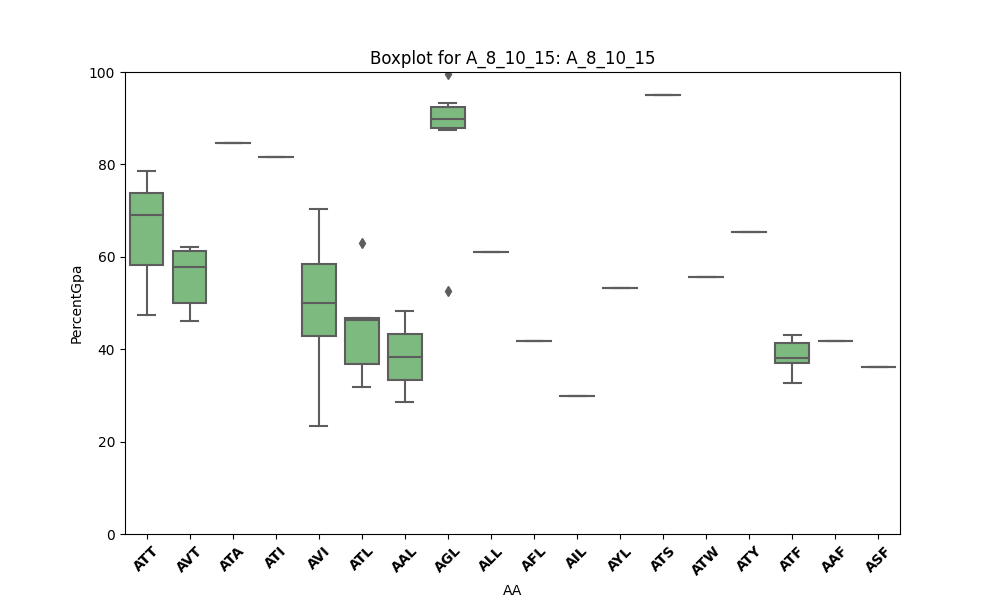 Boxplot for A_8_10_15: A_8_10_15
PercentGpa
100
80
60
40
20
0
ATT AVT ATA ATI AVI ATL AAL AGL ALL AFL AIL AYL ATS ATW ATY ATF AAF ASF
AA